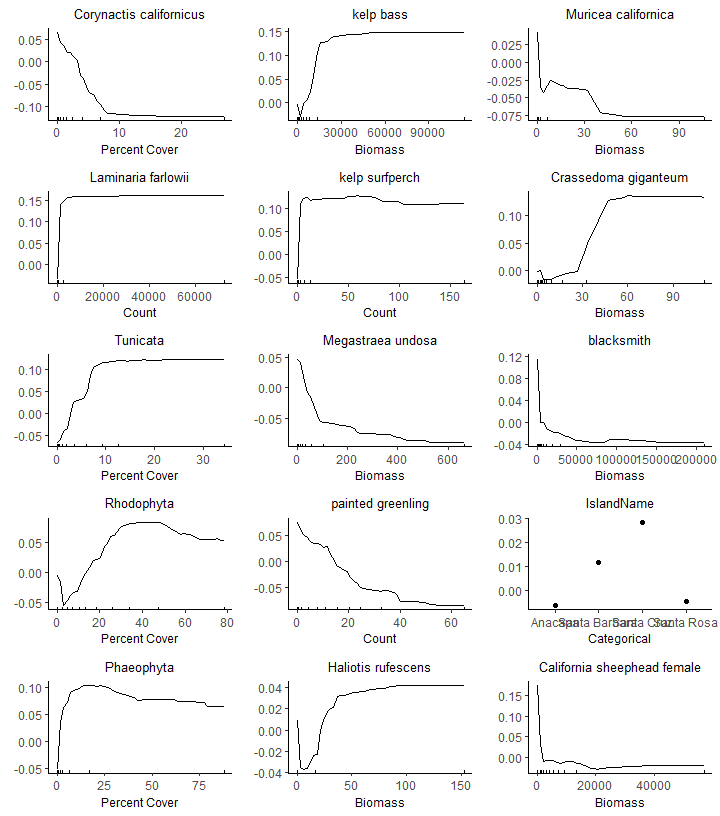 Corynactis californicus
0.05
0.00
-0.05
-0.10
0 10 20
Percent Cover
kelp bass
0.15
0.10
0.05
0.00
0 30000 60000 90000
Biomass
Muricea californica
0.025
0.000
-0.025
-0.050
-0.075
0 30 60 90
Biomass
Laminaria farlowii
0.15
0.10
0.05
0.00
0 20000 40000 60000
Count
kelp surfperch
0.10
0.05
0.00
-0.05
0 50 100 150
Count
Crassedoma giganteum
0.10
0.05
0.00
0 30 60 90
Biomass
Tunicata
0.10
0.05
0.00
-0.05
0 10 20 30
Percent Cover
Megastraea undosa
0.05
0.00
-0.05
0 200 400 600
Biomass
blacksmith
0.12
0.08
0.04
0.00
-0.04
0 50000 100000 150000 200000
Biomass
Rhodophyta
0.05
0.00
-0.05
0 20 40 60 80
Percent Cover
painted greenling
0.05
0.00
-0.05
0 20 40 60
Count
IslandName
0.03
0.02
0.01
0.00
Anacapa Santa Barbara Santa Cruz Santa Rosa
Categorical
Phaeophyta
0.10
0.05
0.00
-0.05
0 25 50 75
Percent Cover
Haliotis rufescens
0.04
0.02
0.00
-0.02
-0.04
0 50 100 150
Biomass
California sheephead female
0.15
0.10
0.05
0.00
0 20000 40000
Biomass